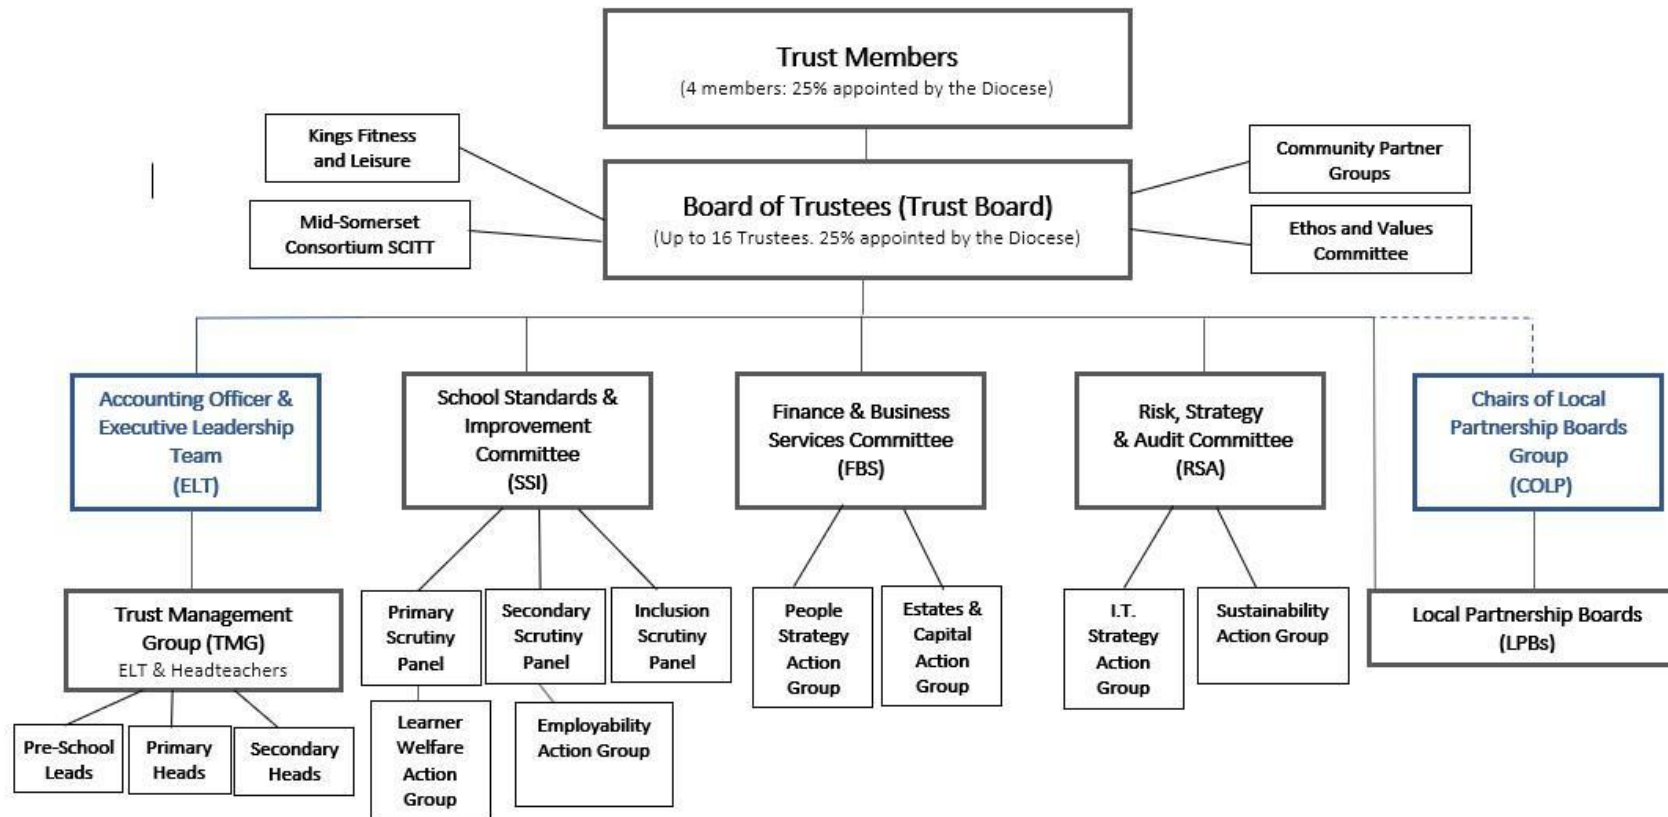 Trust Members
(4 members: 25% appointed by the Diocese)
Kings Fitness
and Leisure
Community Partner
Groups
Board of Trustees (Trust Board)
(Up to 16 Trustees. 25% appointed by the Diocese)
Mid-Somerset
Consortium SCITT
Ethos and Values
Committee
Accounting Officer &
Executive Leadership
Team
(ELT)
School Standards &
Improvement
Committee
(SSI)
Finance & Business
Services Committee
(FBS)
Risk, Strategy
& Audit Committee
(RSA)
Chairs of Local
Partnership Boards
Group
(COLP)
Trust Management
Group (TMG)
ELT & Headteachers
Primary
Scrutiny
Panel
Secondary
Scrutiny
Panel
Inclusion
Scrutiny
Panel
People
Strategy
Action
Group
Estates &
Capital
Action
Group
I.T.
Strategy
Action
Group
Sustainability
Action Group
Local Partnership Boards
(LPBs)
Pre-School
Leads
Primary
Heads
Secondary
Heads
Learner
Welfare
Action
Group
Employability
Action Group